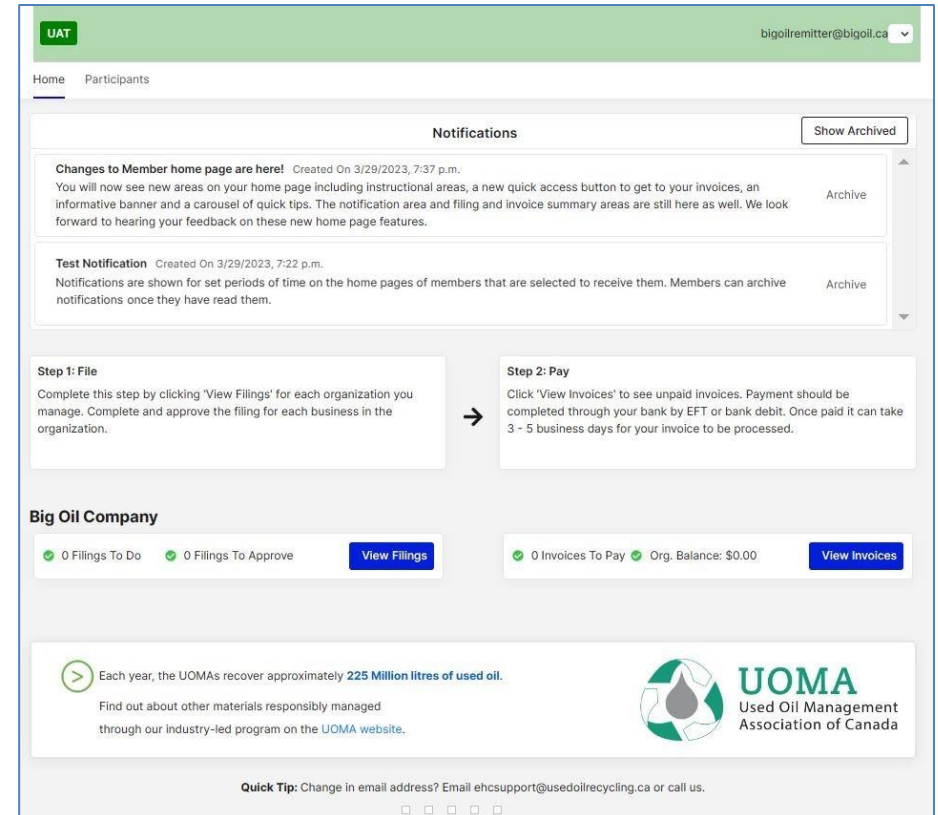 UAT
bigoilremitter@bigoil.ca
Home Participants
Notifications
Show Archived
Changes to Member home page are here! Created On 3/29/2023, 7:37 p.m.
You will now see new areas on your home page including instructional areas, a new quick access button to get to your invoices, an
informative banner and a carousel of quick tips. The notification area and filing and invoice summary areas are still here as well. We look
forward to hearing your feedback on these new home page features.
Archive
Test Notification Created On 3/29/2023, 7:22 p.m.
Notifications are shown for set periods of time on the home pages of members that are selected to receive them. Members can archive
notifications once they have read them.
Archive
Step 1: File
Complete this step by clicking 'View Filings' for each organization you
manage. Complete and approve the filing for each business in the
organization.
Step 2: Pay
Click 'View Invoices' to see unpaid invoices. Payment should be
completed through your bank by EFT or bank debit. Once paid it can take
3 - 5 business days for your invoice to be processed.
Big Oil Company
0 Filings To Do 0 Filings To Approve View Filings
0 Invoices To Pay Org. Balance: $0.00 View Invoices
Each year, the UOMAs recover approximately 225 Million litres of used oil.
Find out about other materials responsibly managed
through our industry-led program on the UOMA website.
UOMA
Used Oil Management
Association of Canada
Quick Tip: Change in email address? Email ehcsupport@usedoilrecycling.ca or call us.